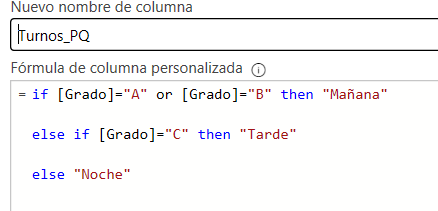 Nuevo nombre de columna
Turnos_PQ
Fórmula de columna personalizada
= if [Grado]="A" or [Grado]="B" then "Mañana"
else if [Grado]="C" then "Tarde"
else "Noche"